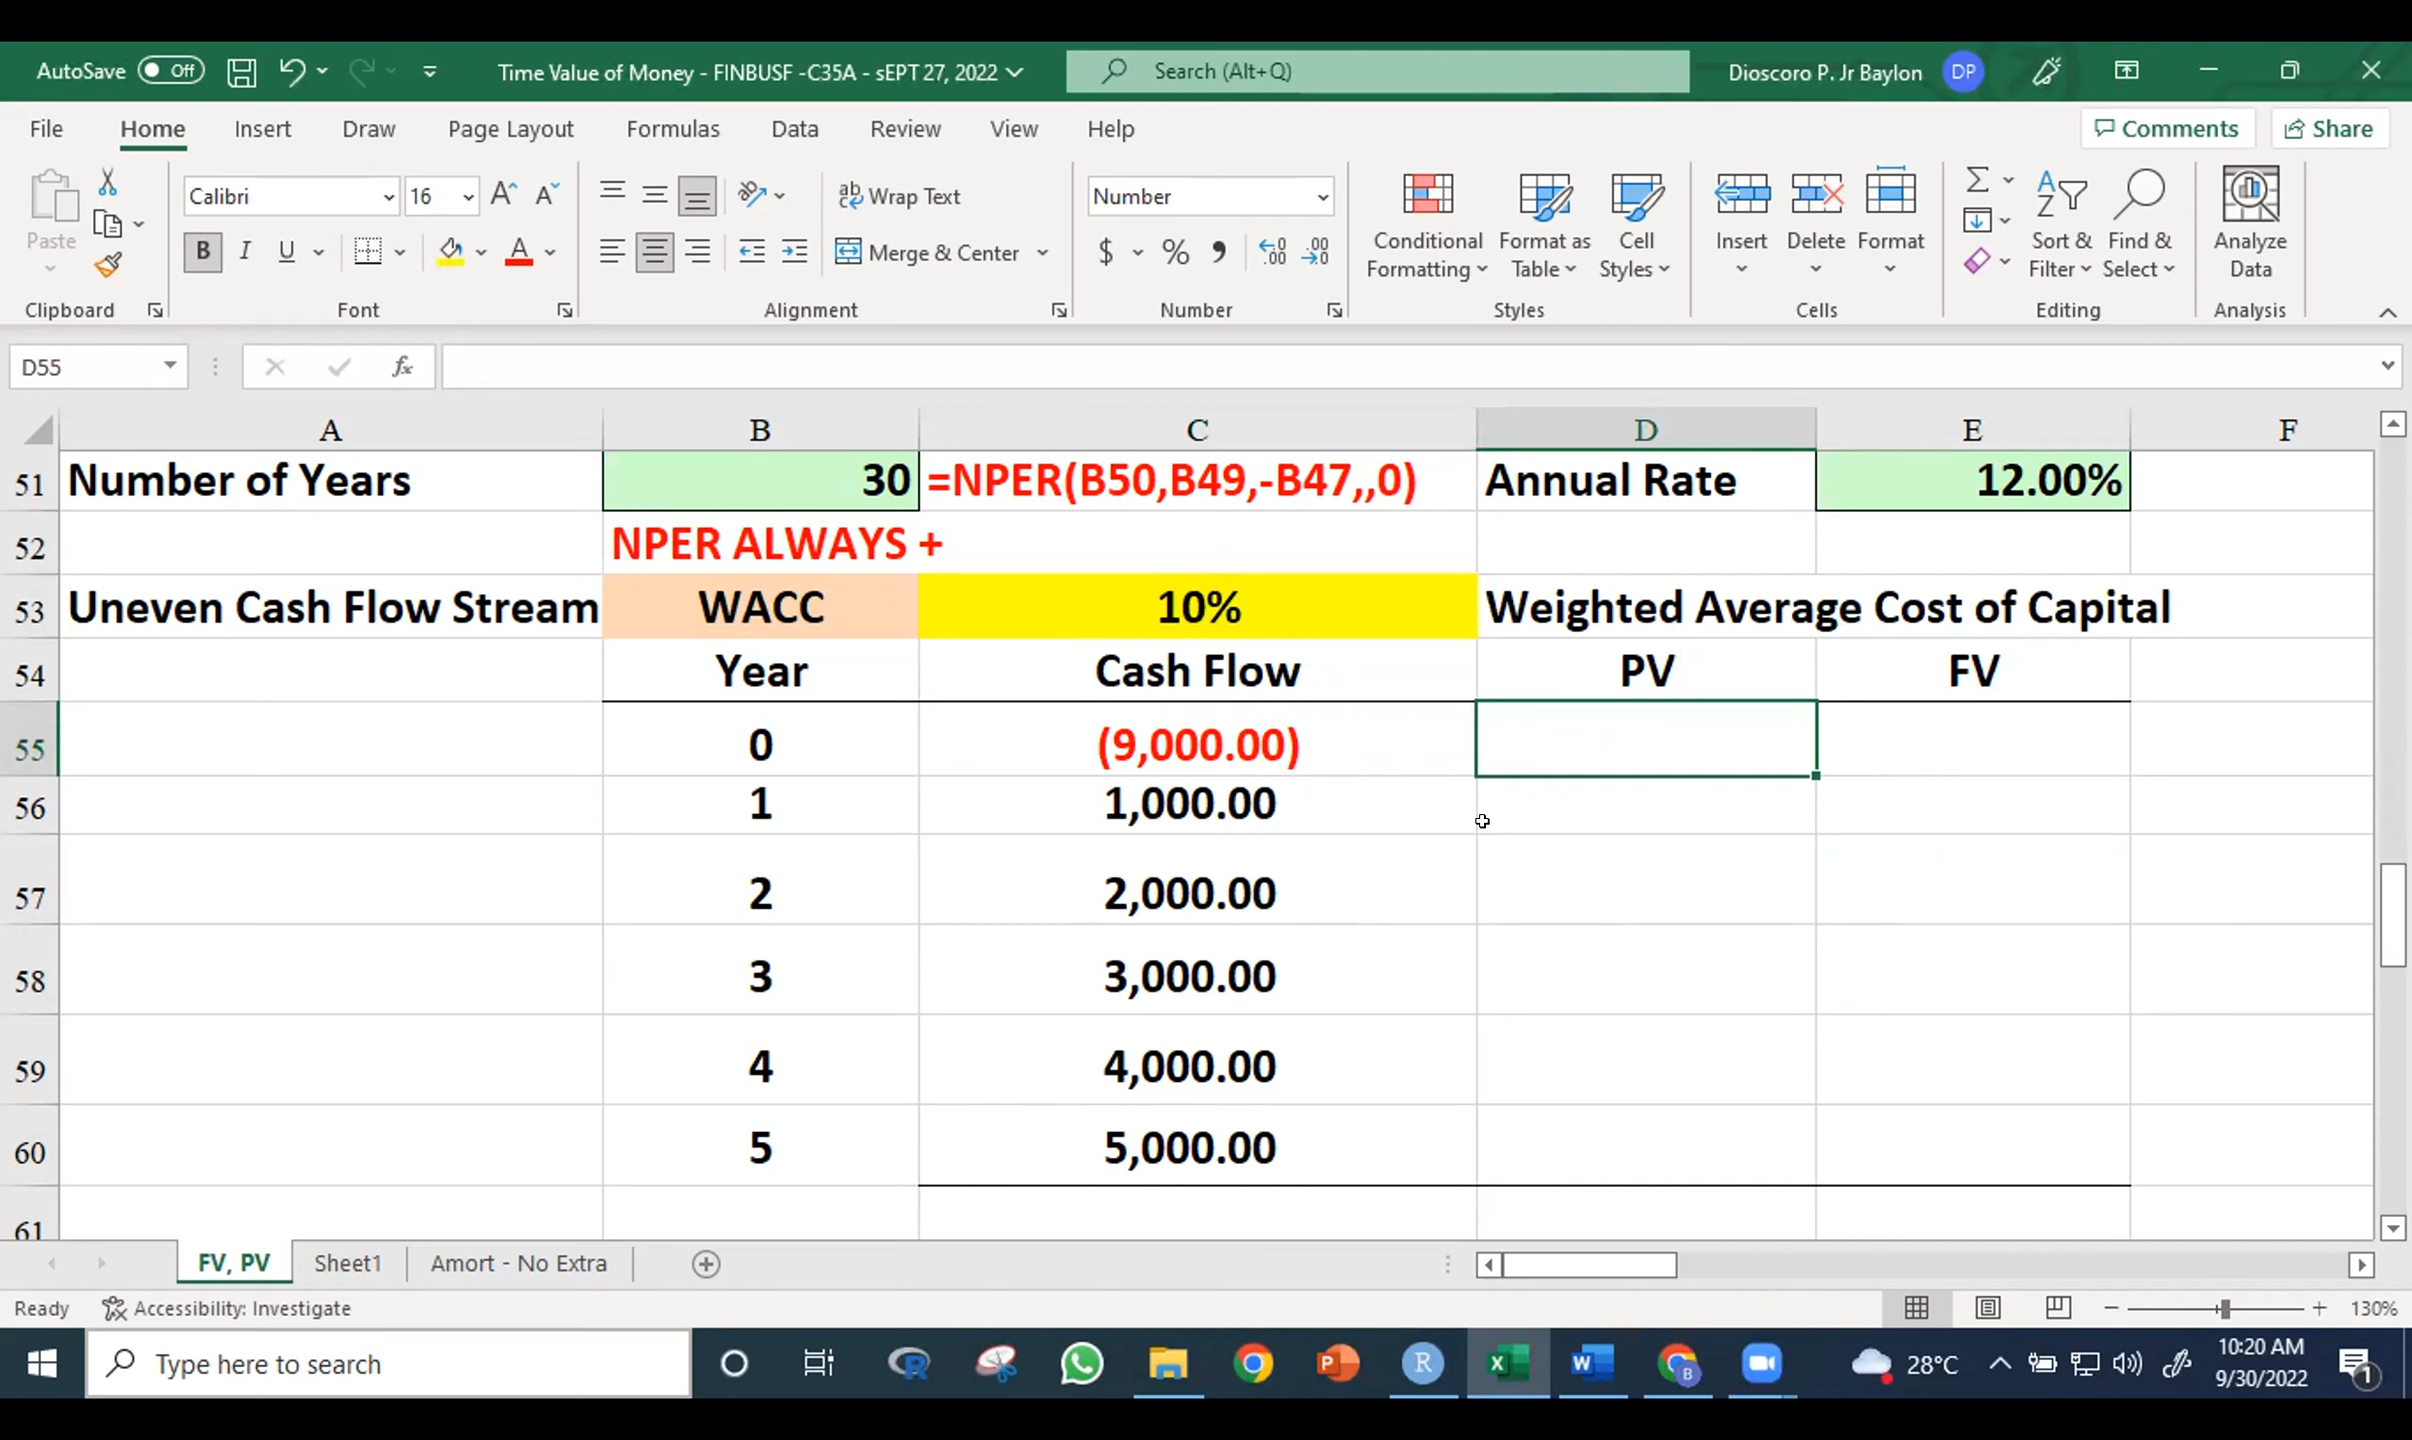 AutoSave Off Time Value of Money - FINBUSF -C35A - sEPT 27, 2022 Search (Alt+Q) Dioscoro P. Jr Baylon DP
File Home Insert Draw Page Layout Formulas Data Review View Help Comments Share
Paste Calibri 16 Wrap Text Number Conditional Formatting Format as Table Cell Styles Insert Delete Format Sort & Filter Find & Select Analyze Data
B I U A Merge & Center $ % 9
Clipboard Font Alignment Number Styles Cells Editing Analysis
D55 fx
A B C D E F
51 Number of Years 30 =NPER(B50,B49,-B47,,0) Annual Rate 12.00%
52 NPER ALWAYS +
53 Uneven Cash Flow Stream WACC 10% Weighted Average Cost of Capital
54 Year Cash Flow PV FV
55 0 (9,000.00)
56 1 1,000.00
57 2 2,000.00
58 3 3,000.00
59 4 4,000.00
60 5 5,000.00
61
FV, PV Sheet1 Amort - No Extra
Ready Accessibility: Investigate 130%
Type here to search 28°C 10:20 AM
9/30/2022 1